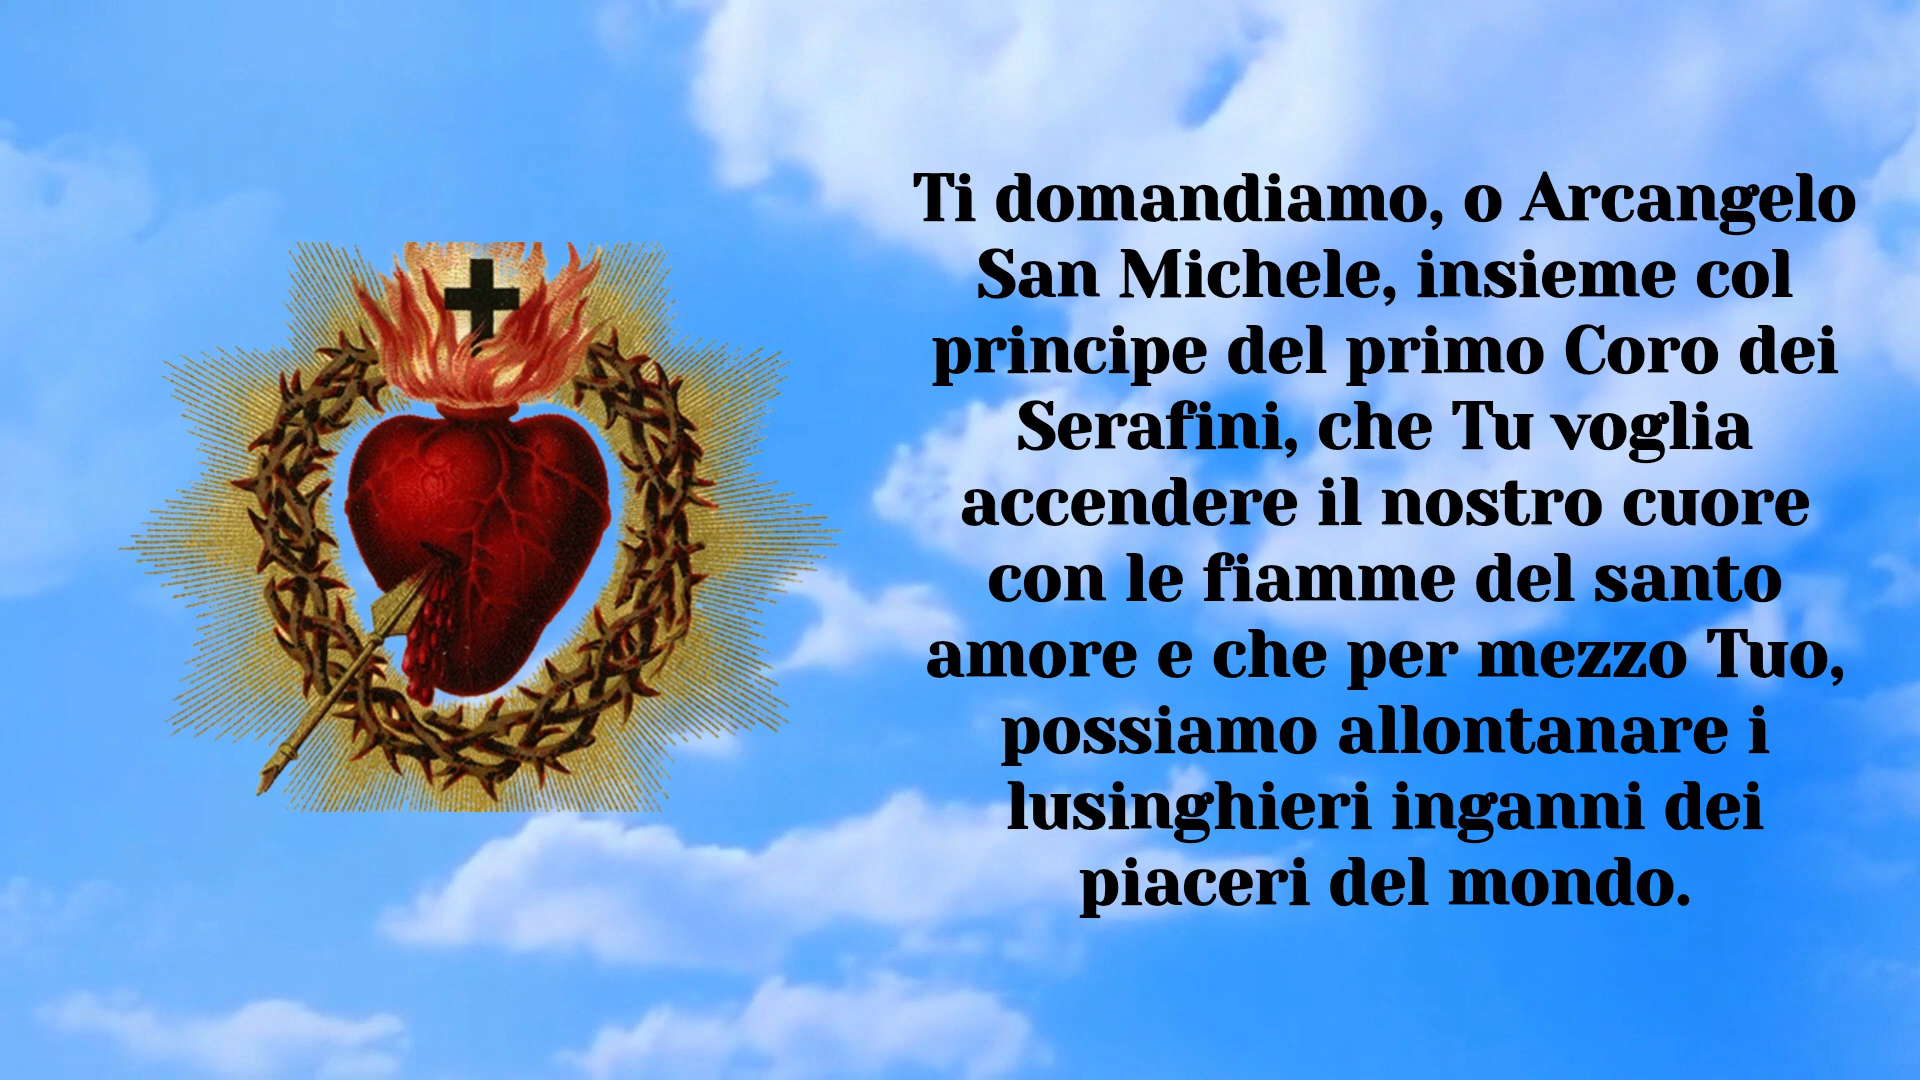 Ti domandiamo, o Arcangelo
San Michele, insieme col
principe del primo Coro dei
Serafini, che Tu voglia
accendere il nostro cuore
con le fiamme del santo
amore e che per mezzo Tuo,
possiamo allontanare i
lusinghieri inganni dei
piaceri del mondo.